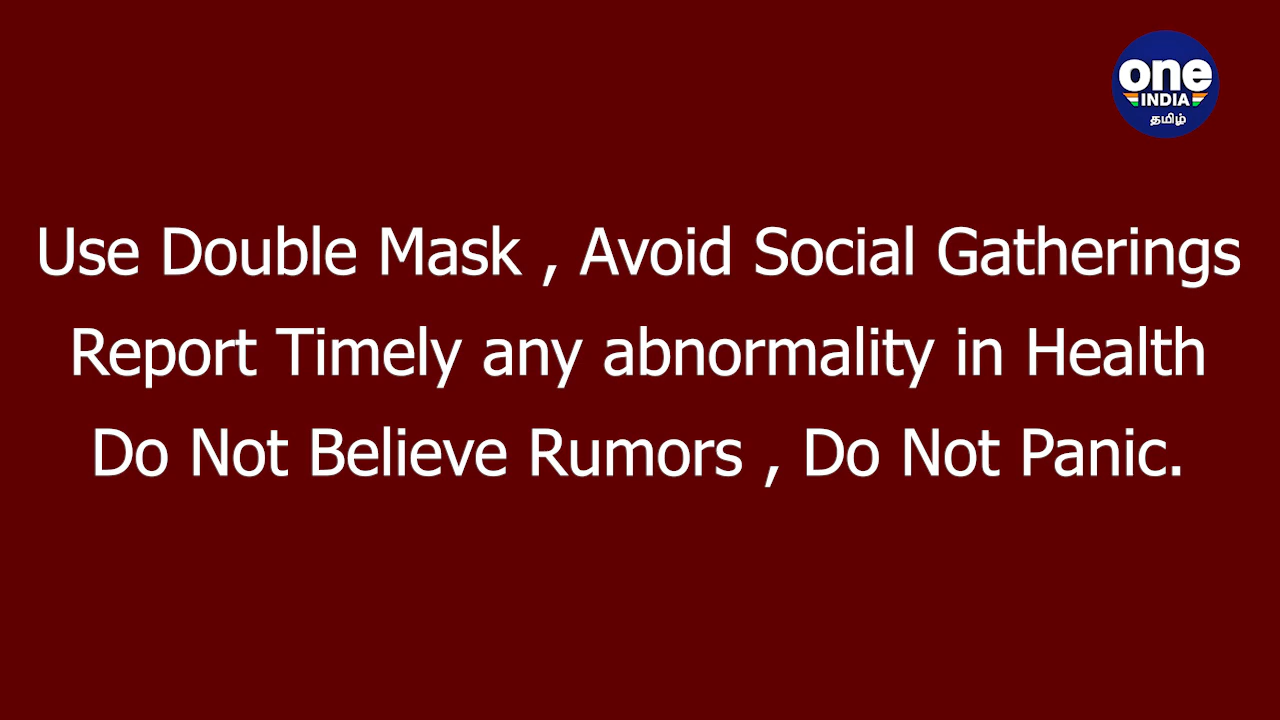 one
INDIA
தமிழ்
Use Double Mask , Avoid Social Gatherings
Report Timely any abnormality in Health
Do Not Believe Rumors , Do Not Panic.